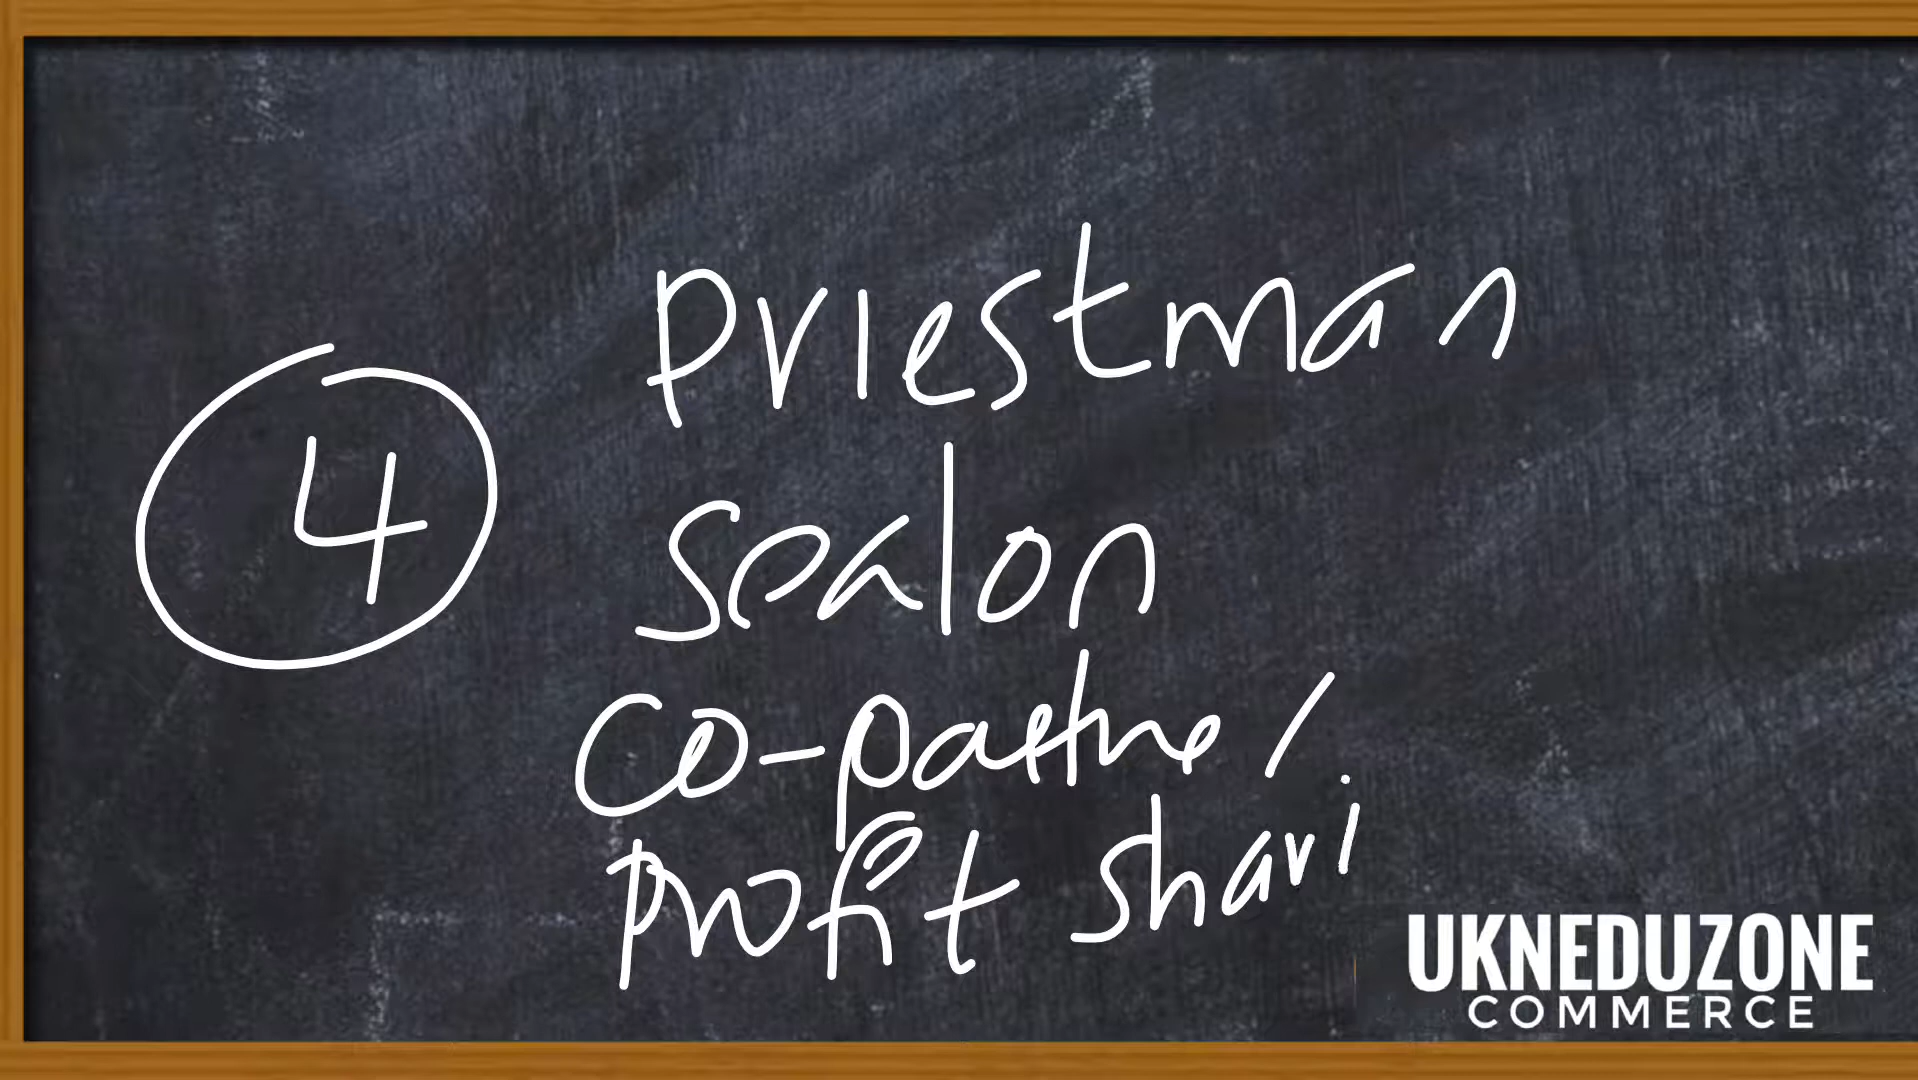 4
Priestman
Scalon
Co-partne/
Profit shari
UKNEDUZONE
COMMERCE